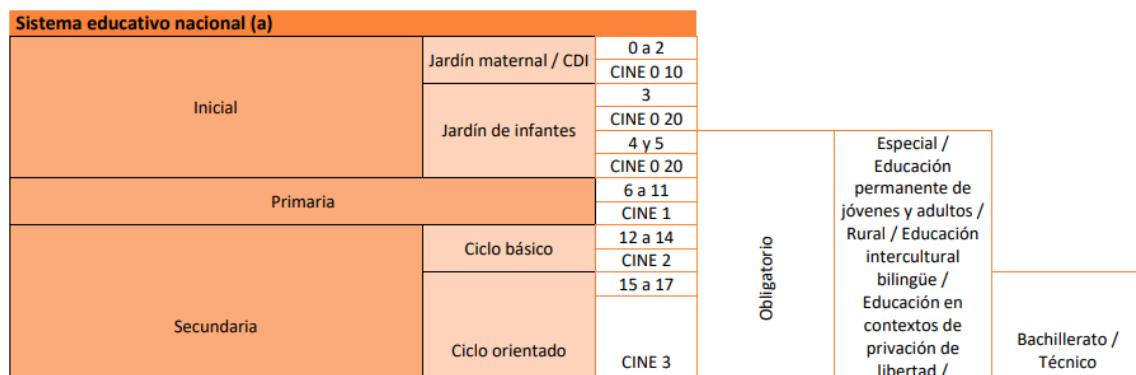 Sistema educativo nacional (a)
Inicial
Jardín maternal / CDI
0 a 2
CINE 0 10
Jardín de infantes
3
CINE 0 20
4 y 5
CINE 0 20
Primaria
6 a 11
CINE 1
Secundaria
Ciclo básico
12 a 14
CINE 2
Ciclo orientado
15 a 17
CINE 3
Obligatorio
Especial /
Educación
permanente de
jóvenes y adultos /
Rural / Educación
intercultural
bilingüe /
Educación en
contextos de
privación de
libertad /
Bachillerato /
Técnico